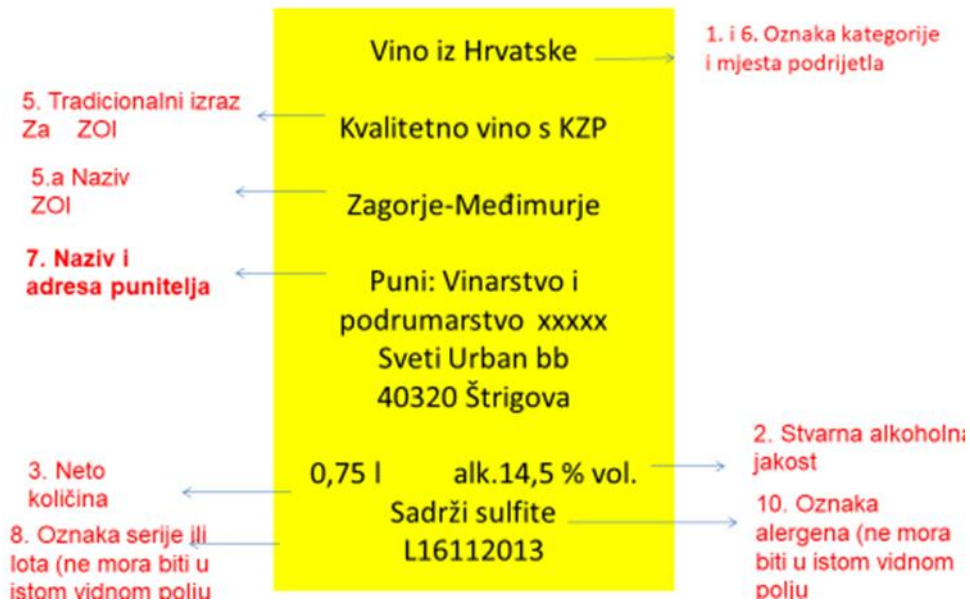 Vino iz Hrvatske
1. i 6. Oznaka kategorije
i mjesta podrijetla
5. Tradicionalni izraz
Za ZOI
Kvalitetno vino s KZP
5.a Naziv
ZOI
Zagorje-Međimurje
7. Naziv i
adresa punitelja
Puni: Vinarstvo i
podrumarstvo xxxxx
Sveti Urban bb
40320 Štrigova
3. Neto
količina
0,75 l alk.14,5 % vol.
2. Stvarna alkoholna
jakost
Sadrži sulfite
10. Oznaka
alergena (ne mora
biti u istom vidnom
polju
8. Oznaka serije ili
lota (ne mora biti u
istom vidnom polju
L16112013